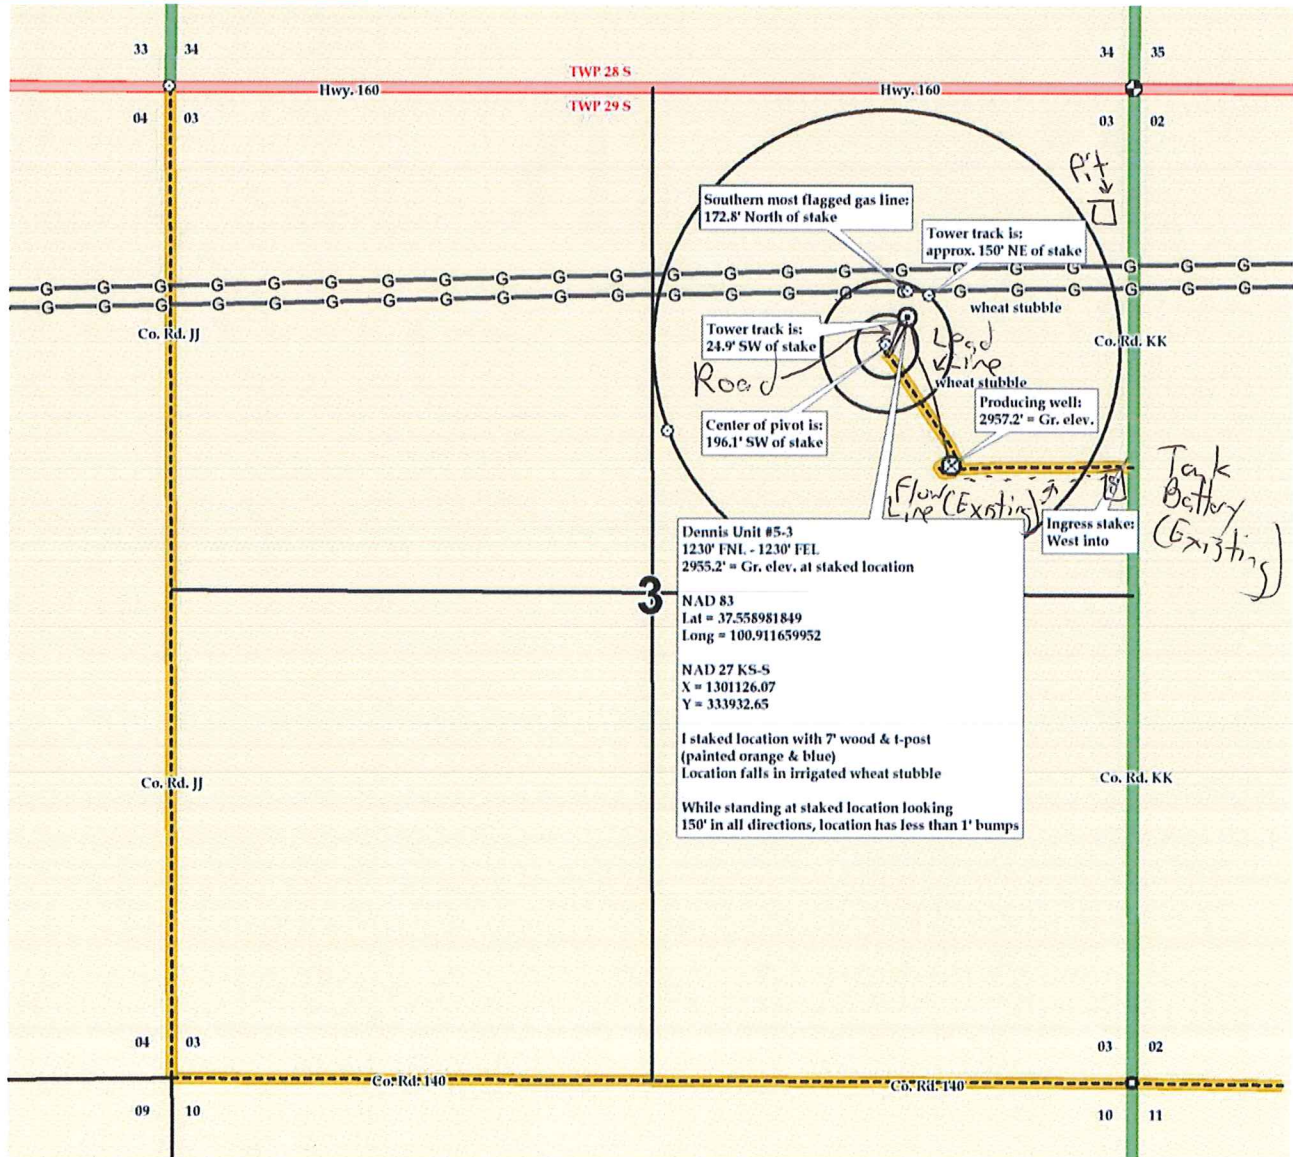 33 34
34 35
TWP 28 S
Hwy. 160
Hwy. 160
TWP 29 S
04 03
03 02
Pit
Southern most flagged gas line:
172.8' North of stake
Tower track is:
approx. 150' NE of stake
G G G G G G G G G G G G G G G G G G G G G G
G G G G G G G G G G G G G G G G G G G G G G
wheat stubble
Co. Rd. JJ
Tower track is:
24.9' SW of stake
Co. Rd. KK
Lead
Line
Road
wheat stubble
Producing well:
2957.2' = Gr. elev.
Center of pivot is:
196.1' SW of stake
Tank
Battery
(Existing)
Flow
Line (Existing)
Ingress stake:
West into
Dennis Unit #5-3
1230' FNL - 1230' FEL
2955.2' = Gr. elev. at staked location
NAD 83
Lat = 37.558981849
Long = 100.911659952
NAD 27 KS-S
X = 1301126.07
Y = 333932.65
I staked location with 7' wood & t-post
(painted orange & blue)
Location falls in irrigated wheat stubble
While standing at staked location looking
150' in all directions, location has less than 1' bumps
3
Co. Rd. JJ
Co. Rd. KK
04 03
03 02
Co. Rd. 140
Co. Rd. 140
09 10
10 11